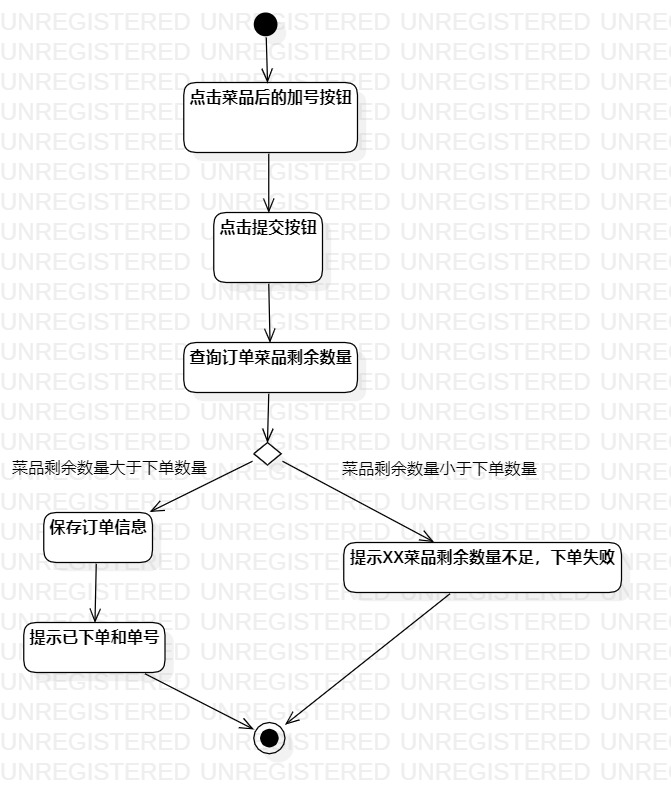 点击菜品后的加号按钮
点击提交按钮
查询订单菜品剩余数量
菜品剩余数量大于下单数量
菜品剩余数量小于下单数量
保存订单信息
提示XX菜品剩余数量不足，下单失败
提示已下单和单号
UNREGISTERED